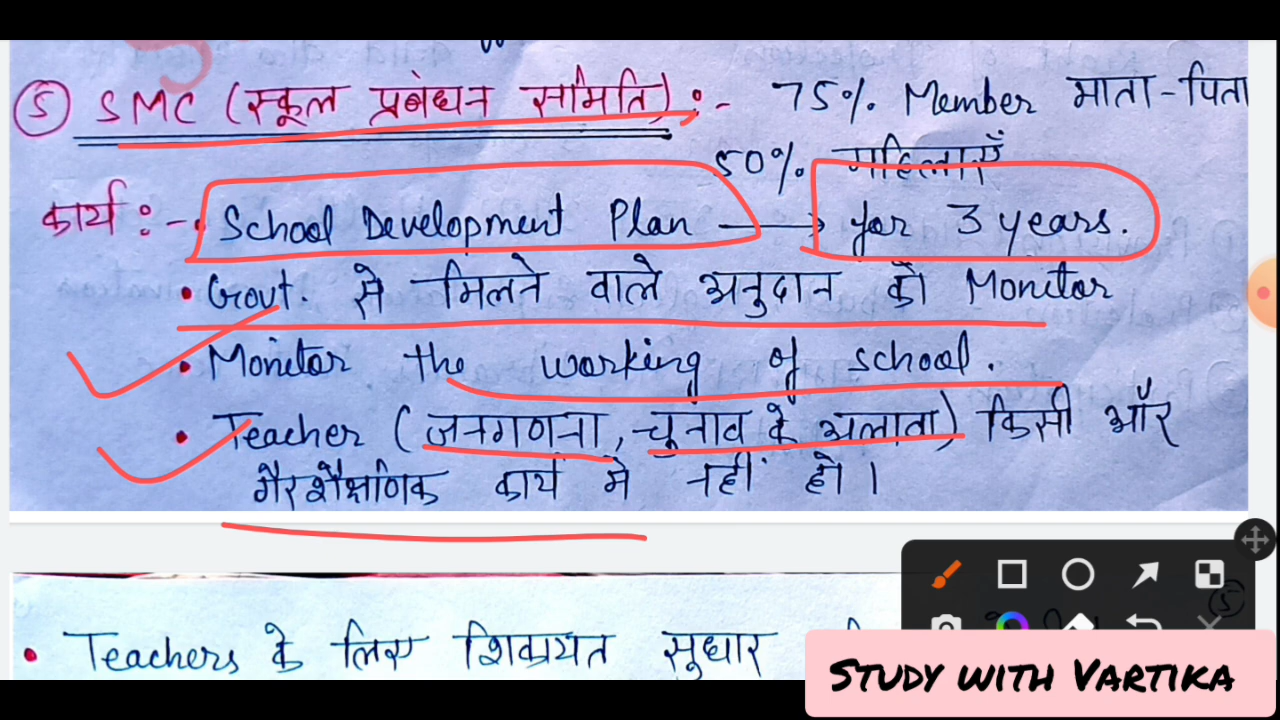 ⑤ SMC (स्कूल प्रबंधन समिति) :- 75% Member माता-पिता
50% महिलाएँ
कार्य :- • School Development Plan → for 3 years.
• Govt. से मिलने वाले अनुदान को Monitor
• Monitor the working of school.
• Teacher (जनगणना, चुनाव के अलावा) किसी और
गैरशैक्षणिक कार्य मे नहीं हो।
• Teachers के लिए शिकायत सुधार
STUDY WITH VARTIKA